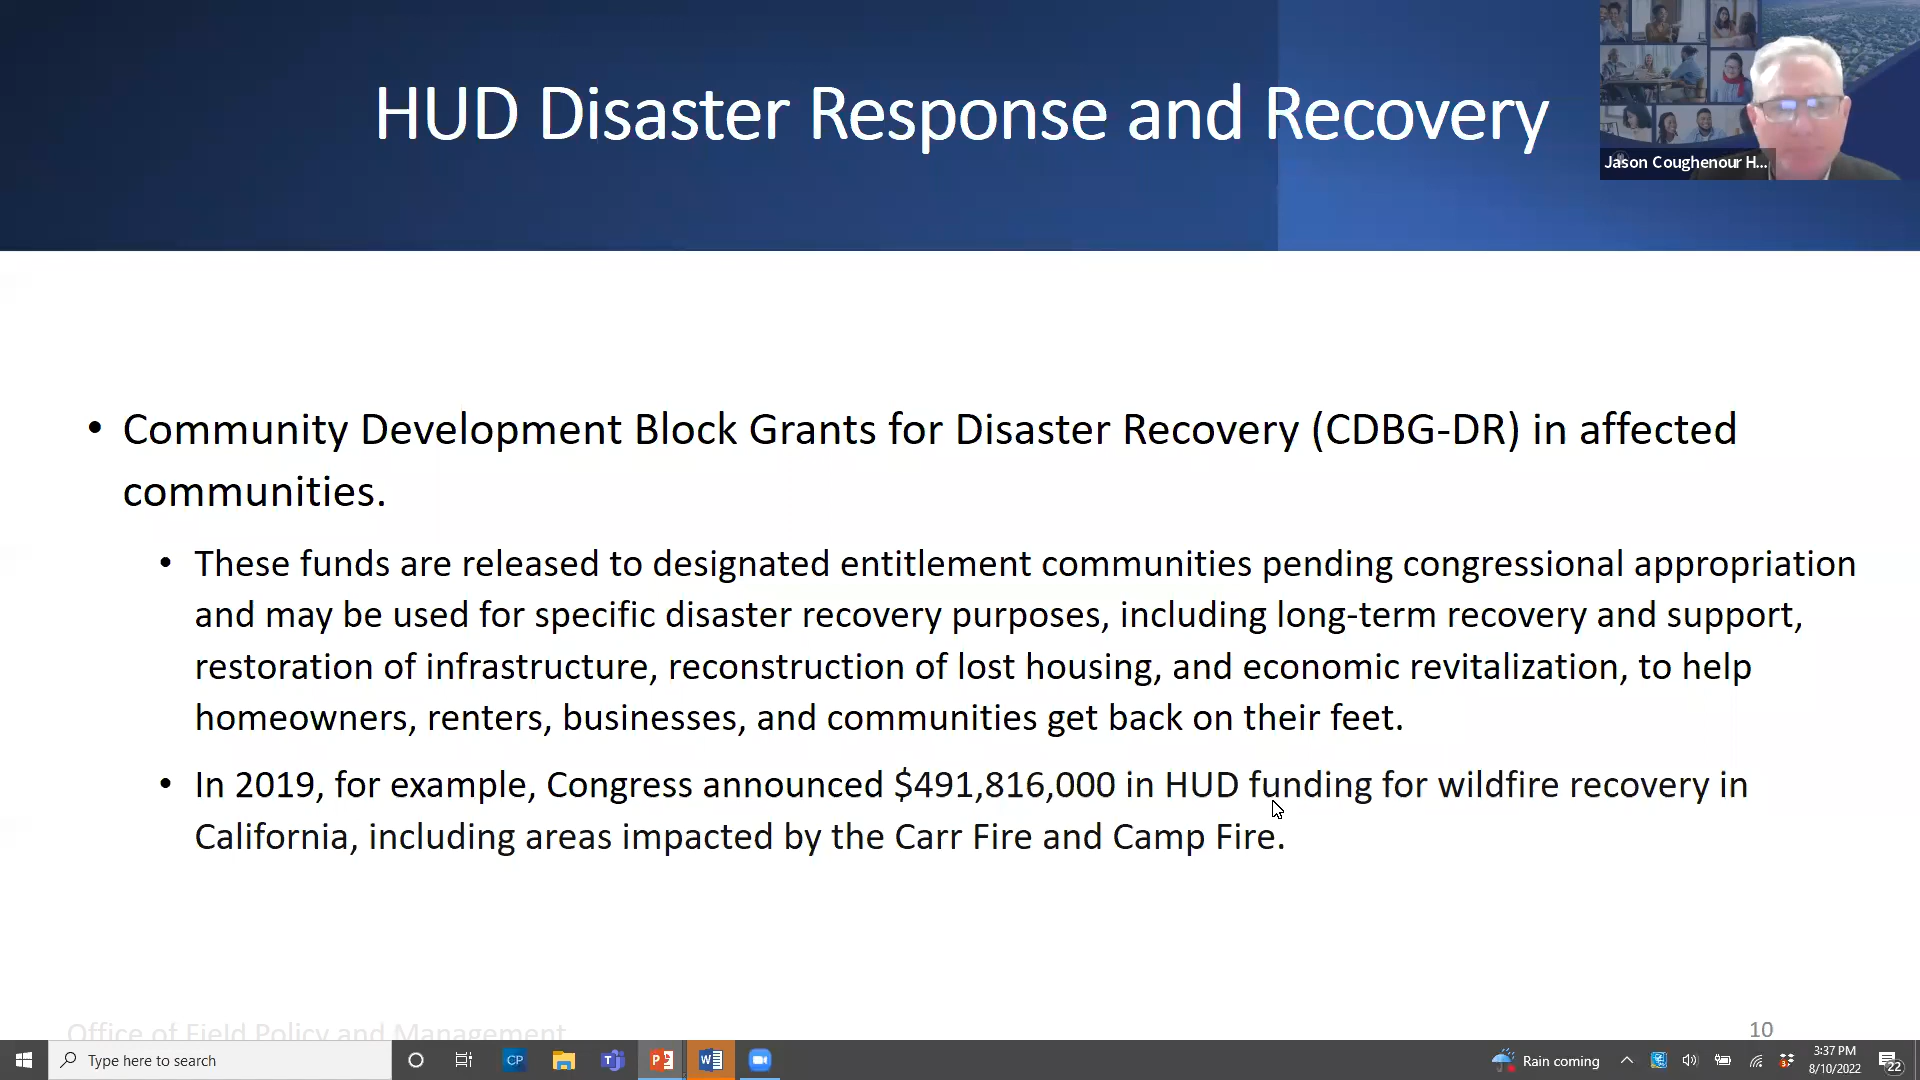 HUD Disaster Response and Recovery
Jason Coughenour H...
• Community Development Block Grants for Disaster Recovery (CDBG-DR) in affected
communities.
• These funds are released to designated entitlement communities pending congressional appropriation
and may be used for specific disaster recovery purposes, including long-term recovery and support,
restoration of infrastructure, reconstruction of lost housing, and economic revitalization, to help
homeowners, renters, businesses, and communities get back on their feet.
• In 2019, for example, Congress announced $491,816,000 in HUD funding for wildfire recovery in
California, including areas impacted by the Carr Fire and Camp Fire.
Office of Field Policy and Management
10
Type here to search
CP
Rain coming
3:37 PM
8/10/2022
22